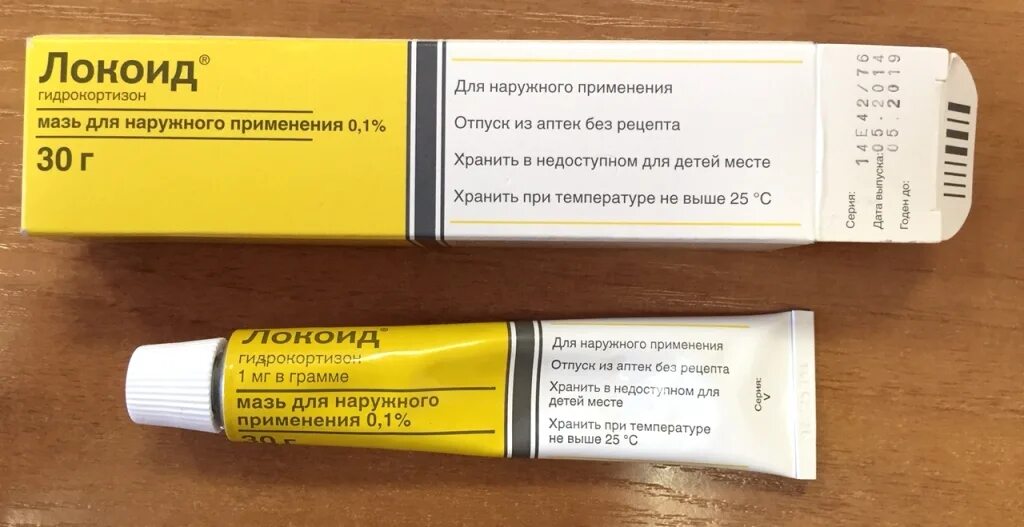 Локоид®
гидрокортизон
мазь для наружного применения 0,1%
30 г
Для наружного применения
Отпуск из аптек без рецепта
Хранить в недоступном для детей месте
Хранить при температуре не выше 25 °C
Серия: 14E42/76
Дата выпуска: 05.2014
Годен до: 05.2019
Локоид®
гидрокортизон
1 мг в грамме
мазь для наружного
применения 0,1%
30 г
Для наружного применения
Отпуск из аптек без рецепта
Хранить в недоступном для
детей месте
Хранить при температуре
не выше 25 °C
Серия:
V